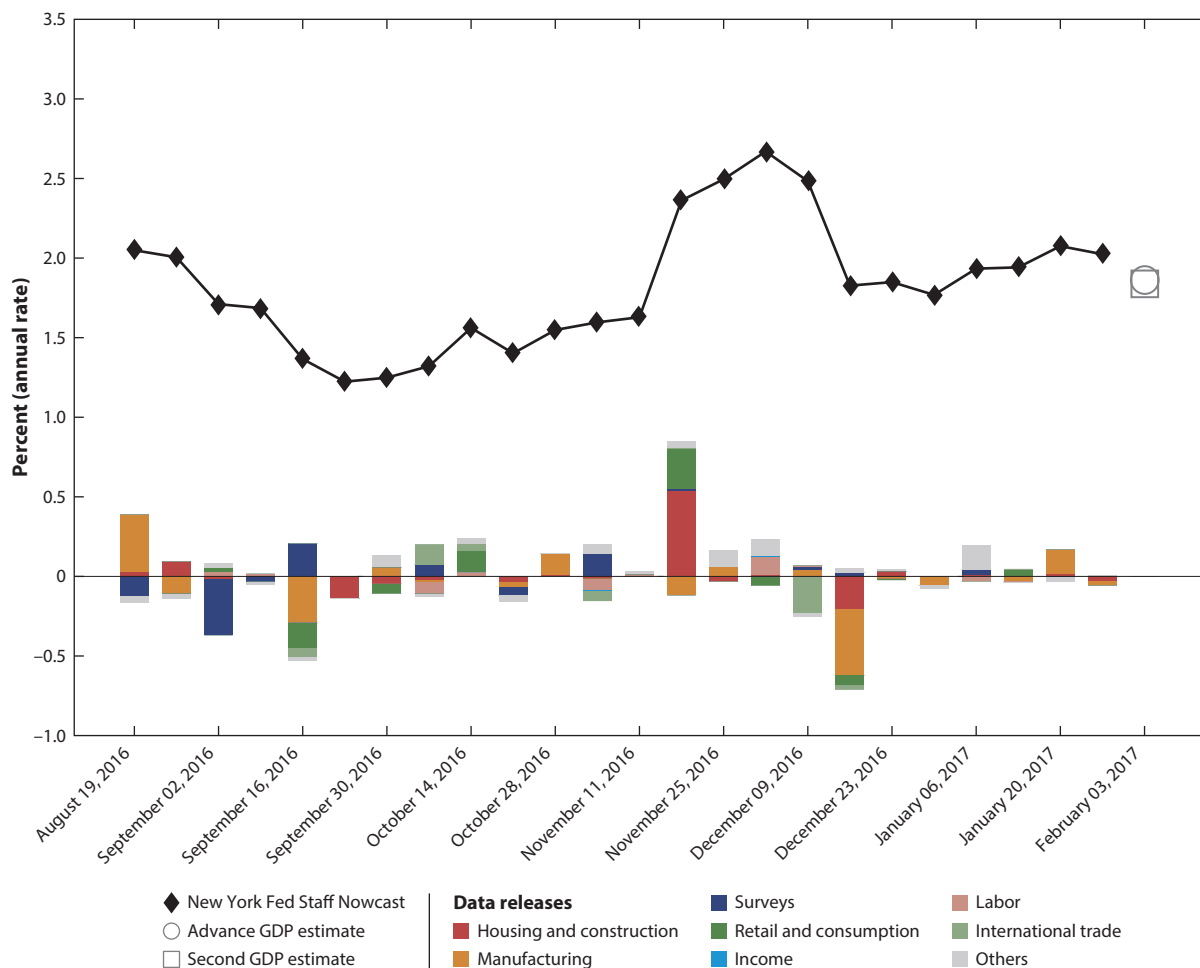 3.5
3.0
2.5
2.0
1.5
1.0
0.5
0
−0.5
−1.0
Percent (annual rate)
August 19, 2016
September 02, 2016
September 16, 2016
September 30, 2016
October 14, 2016
October 28, 2016
November 11, 2016
November 25, 2016
December 09, 2016
December 23, 2016
January 06, 2017
January 20, 2017
February 03, 2017
New York Fed Staff Nowcast
Advance GDP estimate
Second GDP estimate
Data releases
Housing and construction
Manufacturing
Surveys
Retail and consumption
Income
Labor
International trade
Others